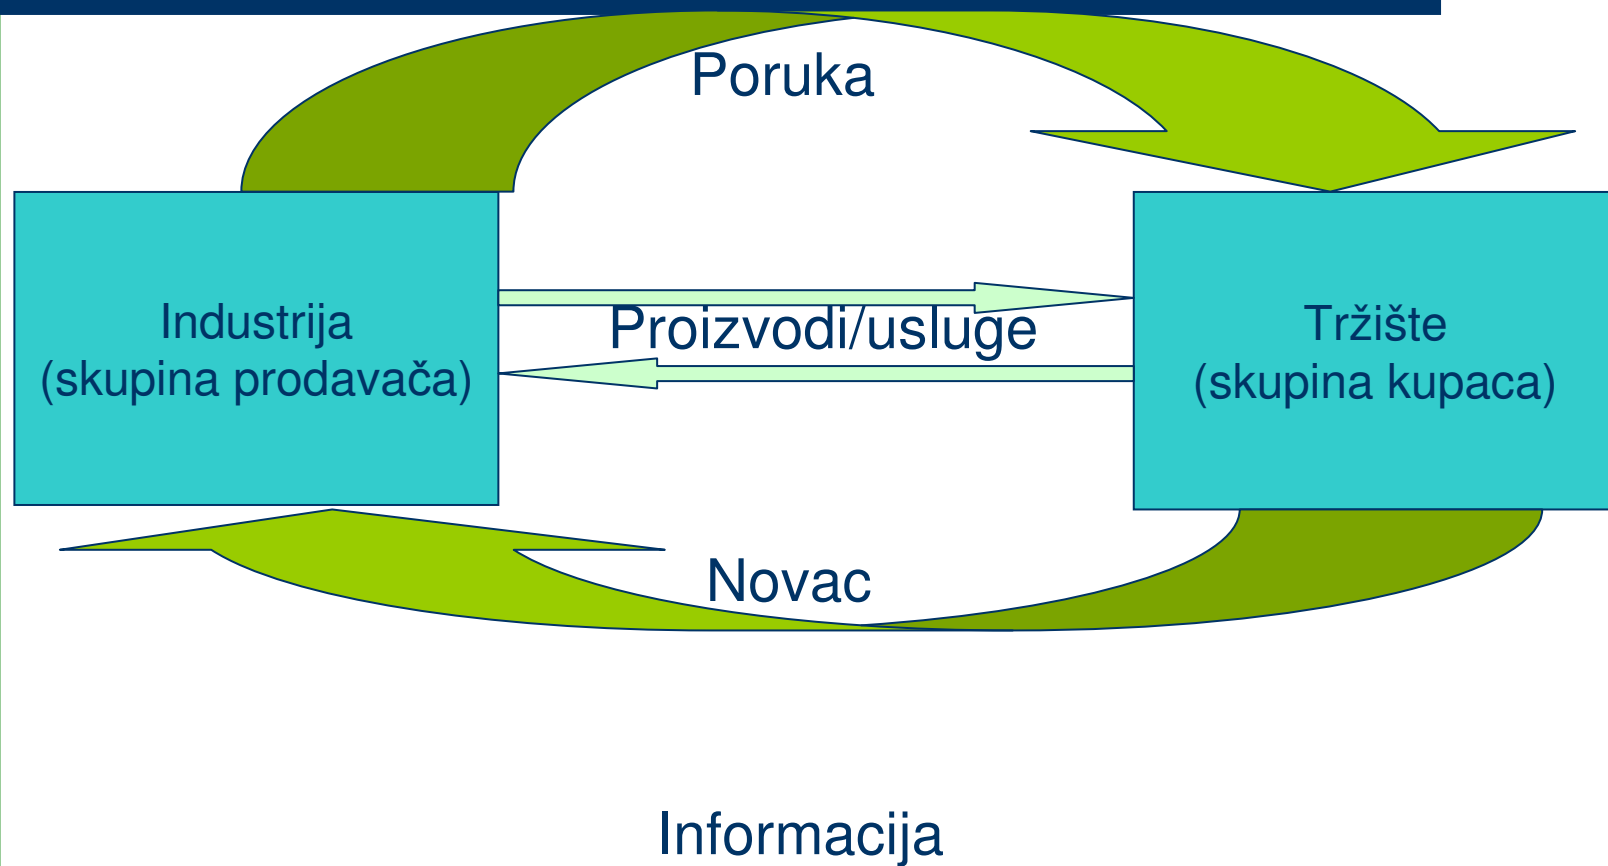 Poruka
Industrija
(skupina prodavača)
Proizvodi/usluge
Tržište
(skupina kupaca)
Novac
Informacija